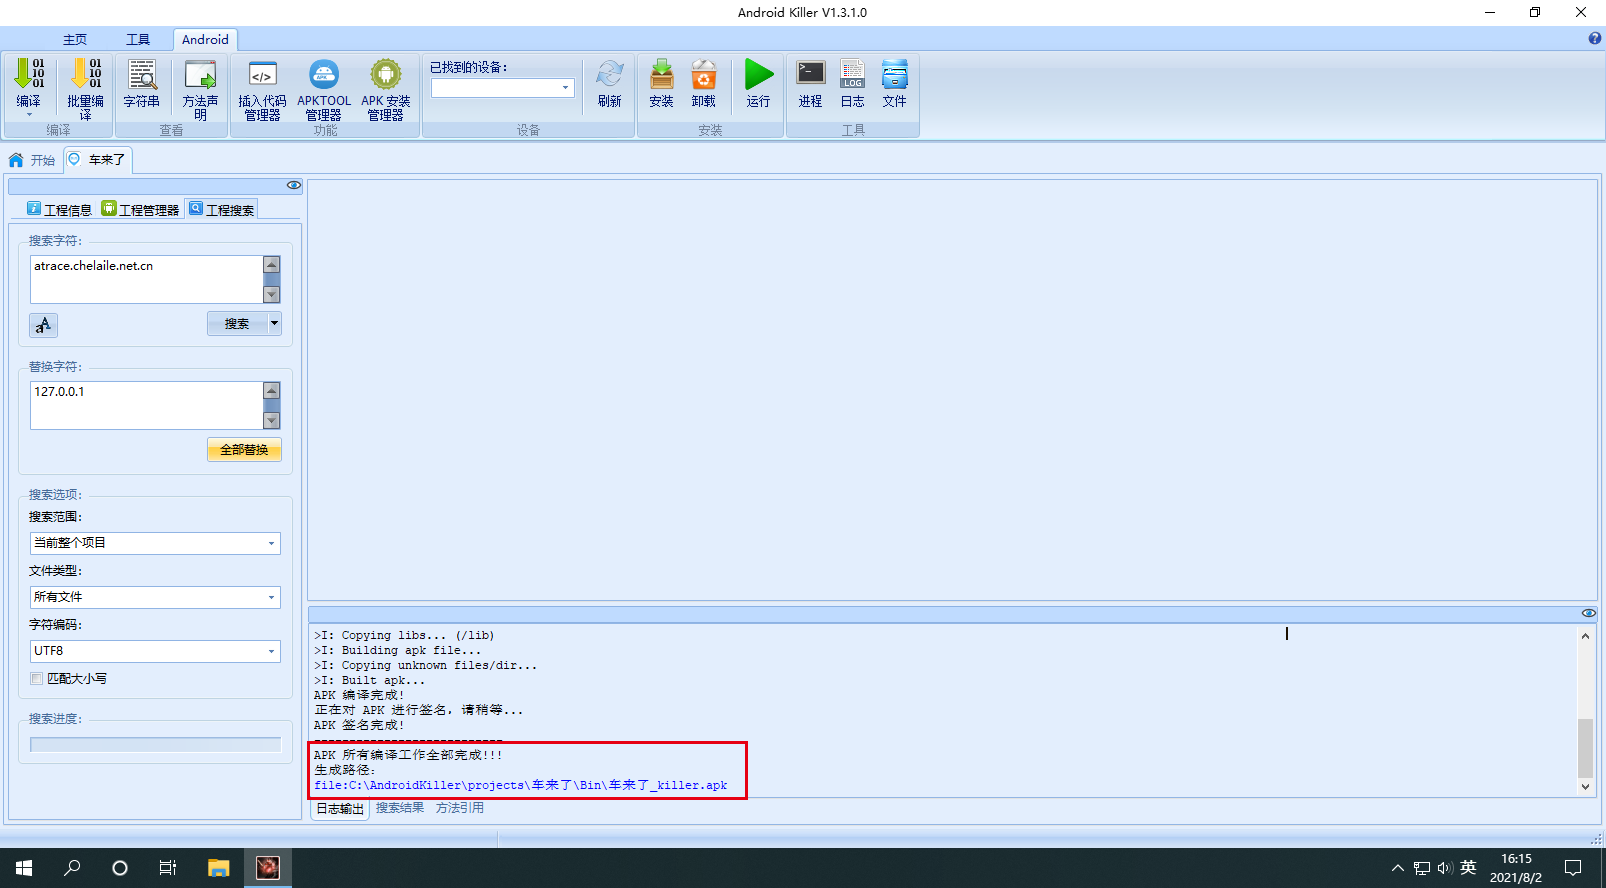 Android Killer V1.3.1.0
主页
工具
Android
编译
批量编
译
编译
字符串
方法声
明
查看
插入代码
管理器
APKTOOL
管理器
APK 安装
管理器
功能
已找到的设备:
刷新
设备
安装
卸载
运行
安装
进程
日志
文件
工具
开始
车来了
工程信息
工程管理器
工程搜索
搜索字符:
atrace.chelaile.net.cn
搜索
替换字符:
127.0.0.1
全部替换
搜索选项:
搜索范围:
当前整个项目
文件类型:
所有文件
字符编码:
UTF8
匹配大小写
搜索进度:
>I: Copying libs... (/lib)
>I: Building apk file...
>I: Copying unknown files/dir...
>I: Built apk...
APK 编译完成!
正在对 APK 进行签名，请稍等...
APK 签名完成!
---------------------------
APK 所有编译工作全部完成!!!
生成路径:
file:C:\AndroidKiller\projects\车来了\Bin\车来了_killer.apk
日志输出
搜索结果
方法引用
英
16:15
2021/8/2